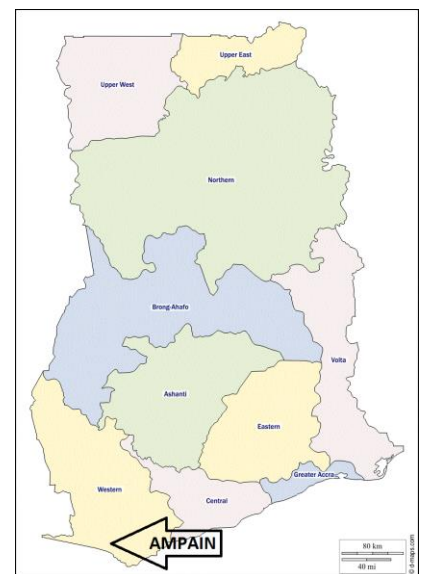 Upper East
Upper West
Northern
Brong-Ahafo
Volta
Ashanti
Eastern
Greater Accra
Western
Central
AMPAIN
80 km
40 mi
© d-maps.com